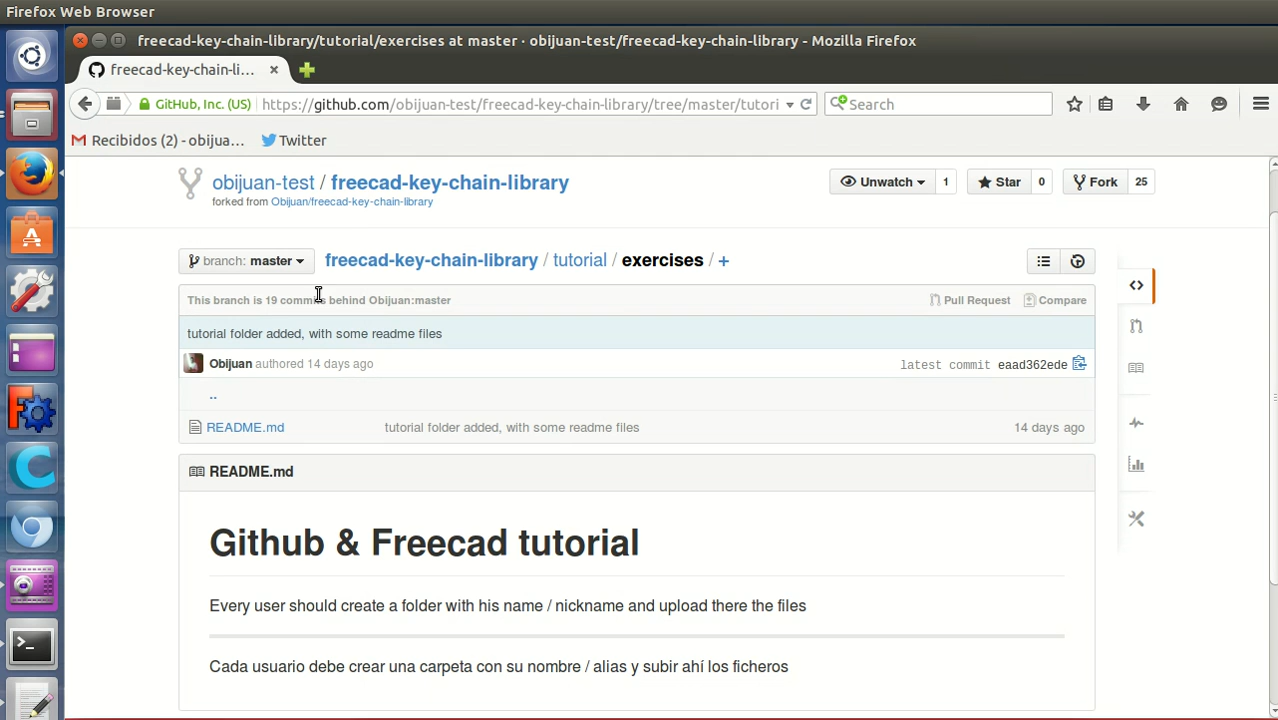 Firefox Web Browser
freecad-key-chain-library/tutorial/exercises at master · obijuan-test/freecad-key-chain-library - Mozilla Firefox
freecad-key-chain-li...
GitHub, Inc. (US) https://github.com/obijuan-test/freecad-key-chain-library/tree/master/tutori Search
Recibidos (2) - obijua... Twitter
obijuan-test / freecad-key-chain-library Unwatch 1 Star 0 Fork 25
forked from Obijuan/freecad-key-chain-library
branch: master freecad-key-chain-library / tutorial / exercises / +
This branch is 19 commits behind Obijuan:master Pull Request Compare
tutorial folder added, with some readme files
Obijuan authored 14 days ago latest commit eaad362ede
..
README.md tutorial folder added, with some readme files 14 days ago
README.md
Github & Freecad tutorial
Every user should create a folder with his name / nickname and upload there the files
Cada usuario debe crear una carpeta con su nombre / alias y subir ahí los ficheros